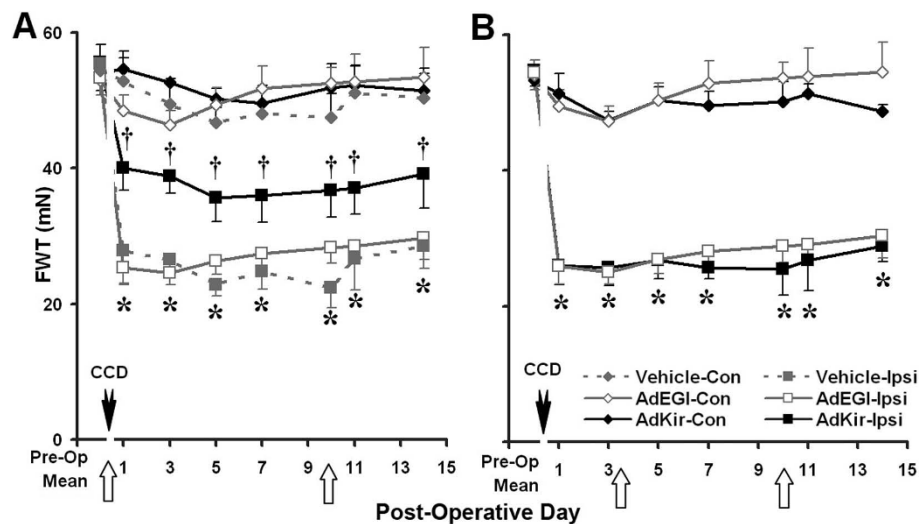 A
B
60
40
20
0
FWT (mN)
† † † † † † †
* * * * * * *
* * * * * * *
CCD
CCD
Vehicle-Con
Vehicle-Ipsi
AdEGI-Con
AdEGI-Ipsi
AdKir-Con
AdKir-Ipsi
Pre-Op
Mean
1 3 5 7 9 11 13 15
Pre-Op
Mean
1 3 5 7 9 11 13 15
Post-Operative Day